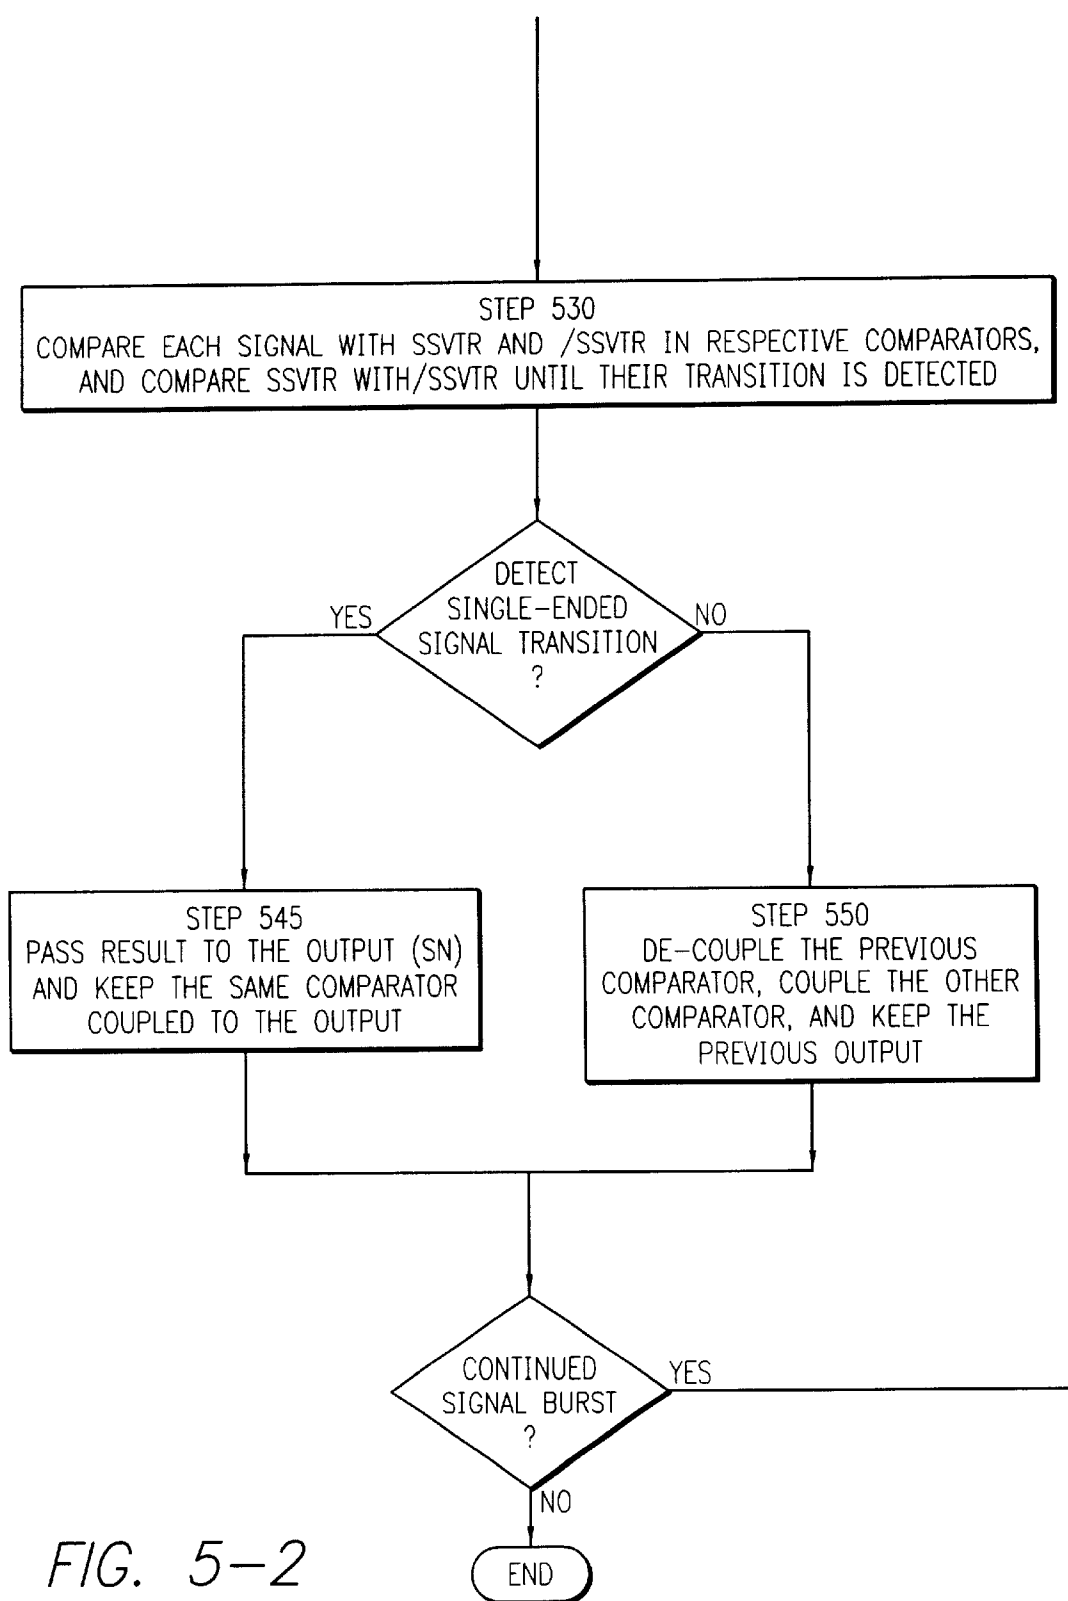 STEP 530
COMPARE EACH SIGNAL WITH SSVTR AND /SSVTR IN RESPECTIVE COMPARATORS,
AND COMPARE SSVTR WITH/SSVTR UNTIL THEIR TRANSITION IS DETECTED
DETECT
SINGLE-ENDED
SIGNAL TRANSITION
?
YES
NO
STEP 545
PASS RESULT TO THE OUTPUT (SN)
AND KEEP THE SAME COMPARATOR
COUPLED TO THE OUTPUT
STEP 550
DE-COUPLE THE PREVIOUS
COMPARATOR, COUPLE THE OTHER
COMPARATOR, AND KEEP THE
PREVIOUS OUTPUT
CONTINUED
SIGNAL BURST
?
YES
NO
END
FIG. 5-2